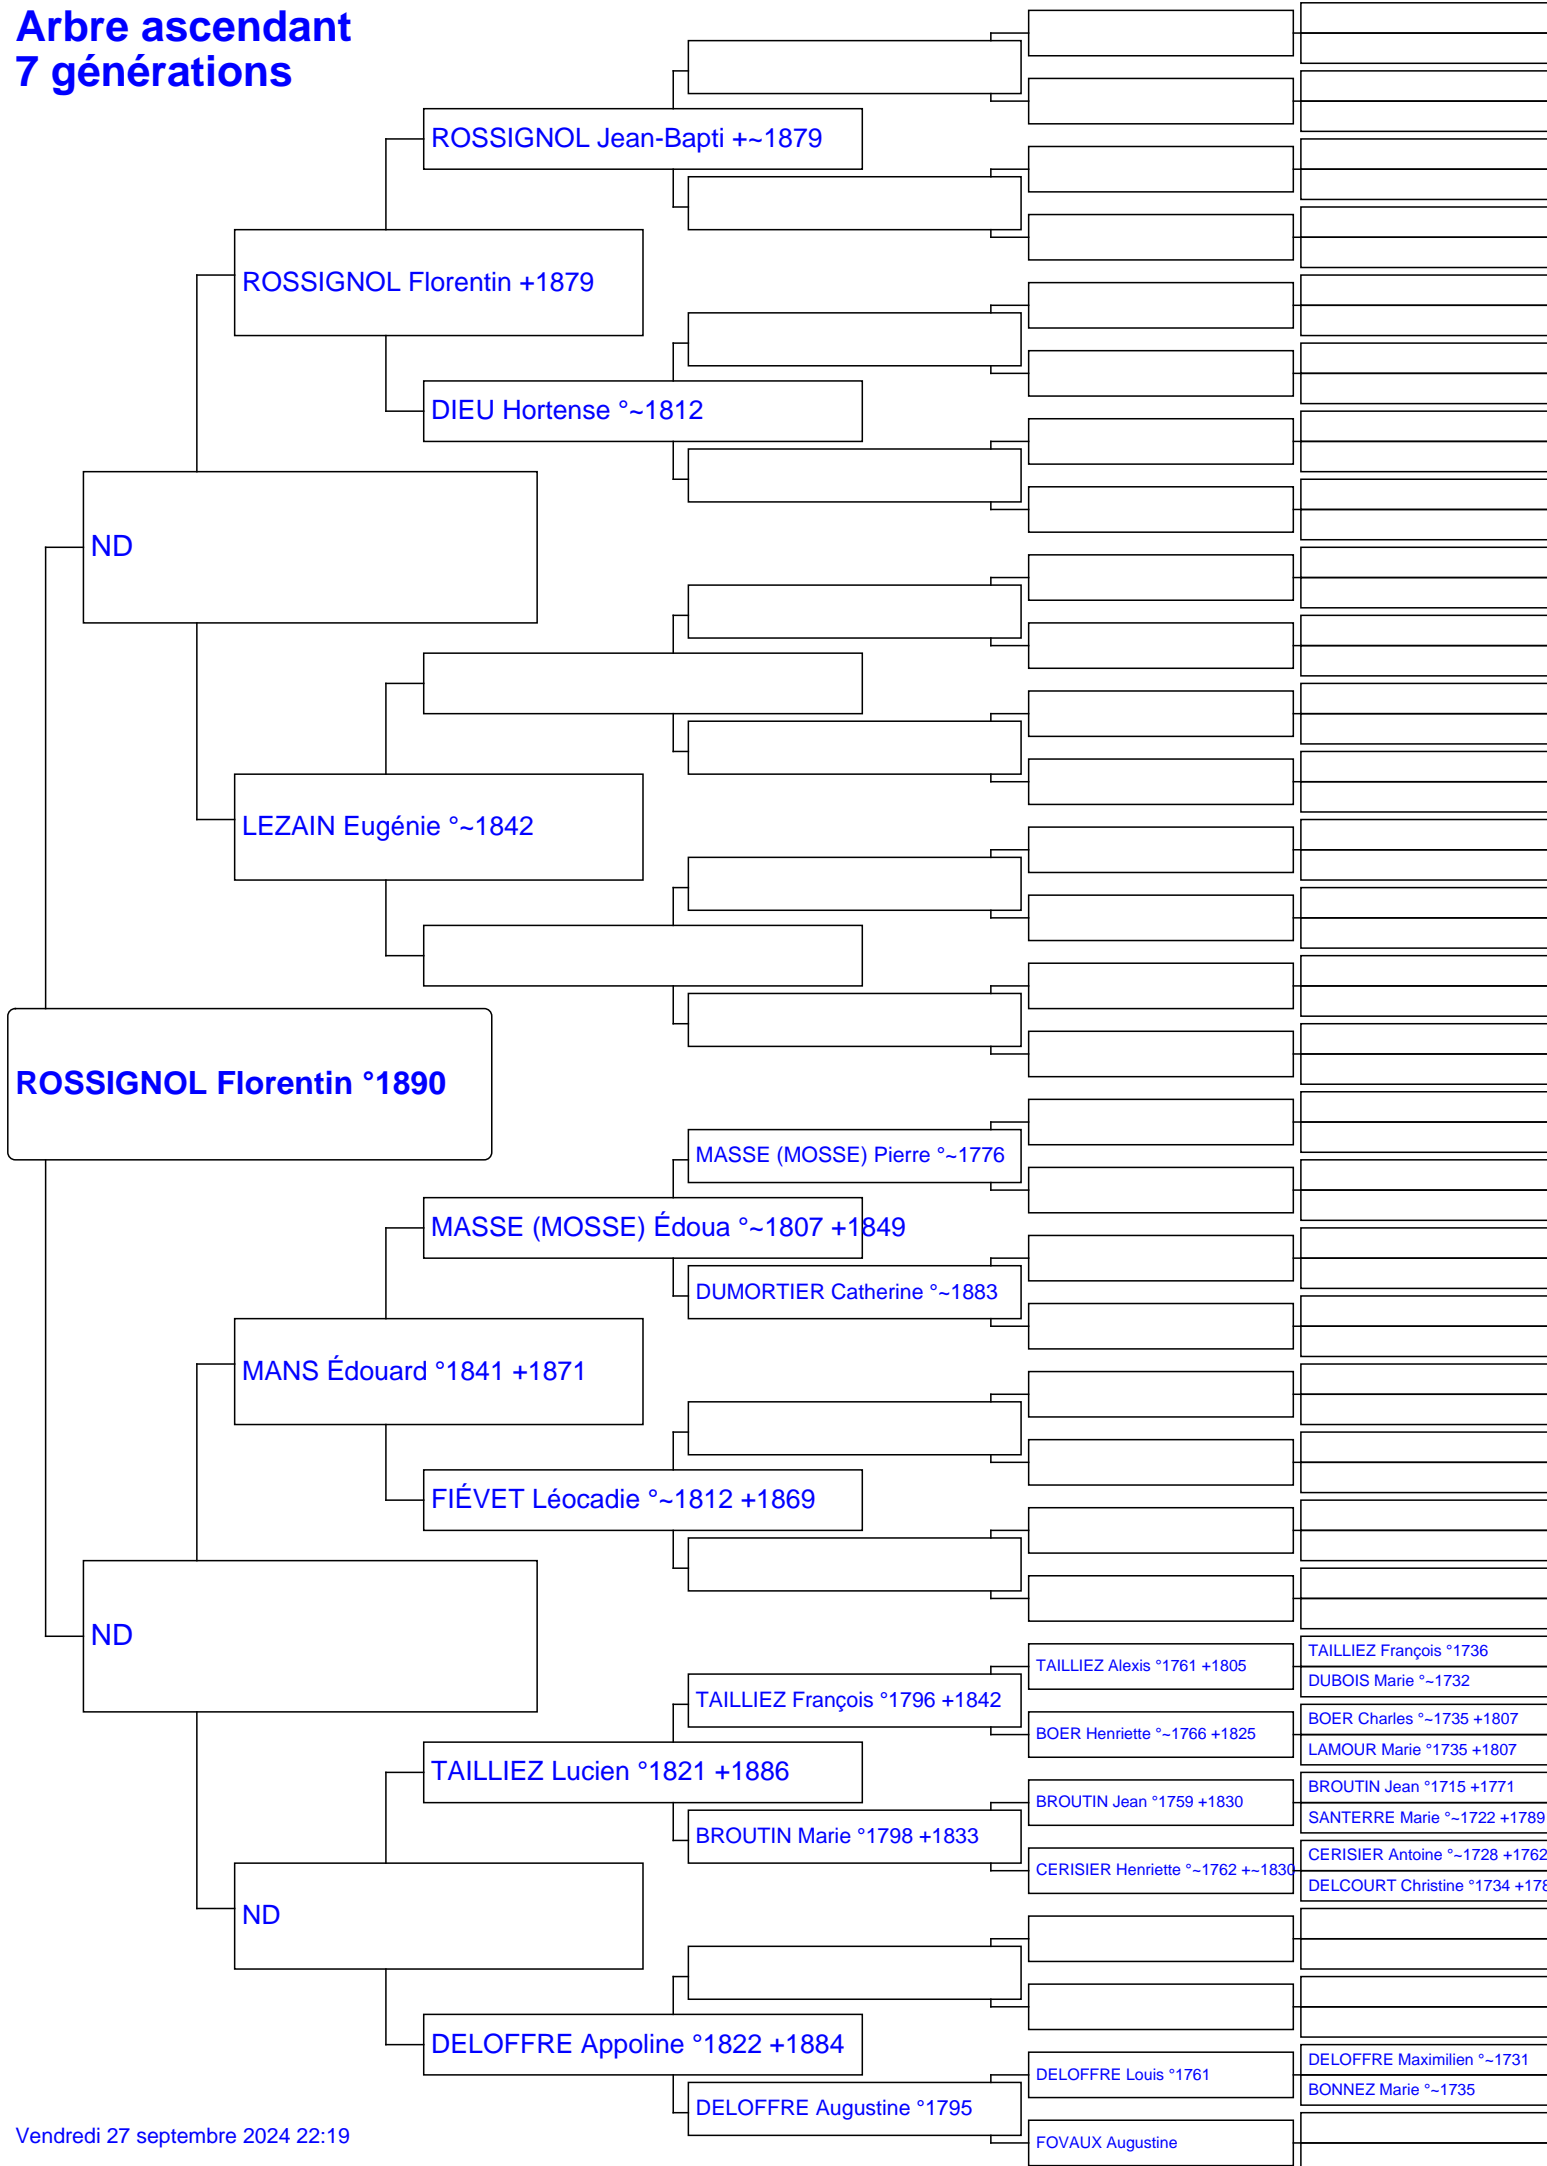 Arbre ascendant
7 générations
ROSSIGNOL Jean-Bapti +~1879
ROSSIGNOL Florentin +1879
DIEU Hortense °~1812
ND
LEZAIN Eugénie °~1842
ROSSIGNOL Florentin °1890
MASSE (MOSSE) Pierre °~1776
MASSE (MOSSE) Édoua °~1807 +1849
DUMORTIER Catherine °~1883
MANS Édouard °1841 +1871
FIÉVET Léocadie °~1812 +1869
ND
TAILLIEZ François °1736
TAILLIEZ Alexis °1761 +1805
DUBOIS Marie °~1732
TAILLIEZ François °1796 +1842
BOER Charles °~1735 +1807
BOER Henriette °~1766 +1825
LAMOUR Marie °1735 +1807
TAILLIEZ Lucien °1821 +1886
BROUTIN Jean °1715 +1771
BROUTIN Jean °1759 +1830
SANTERRE Marie °~1722 +1789
BROUTIN Marie °1798 +1833
CERISIER Antoine °~1728 +1762
CERISIER Henriette °~1762 +~1830
DELCOURT Christine °1734 +178
ND
DELOFFRE Appoline °1822 +1884
DELOFFRE Maximilien °~1731
DELOFFRE Louis °1761
BONNEZ Marie °~1735
DELOFFRE Augustine °1795
FOVAUX Augustine
Vendredi 27 septembre 2024 22:19